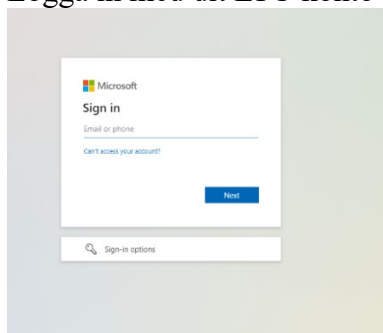 Microsoft
Sign in
Email or phone
Can't access your account?
Next
Sign-in options